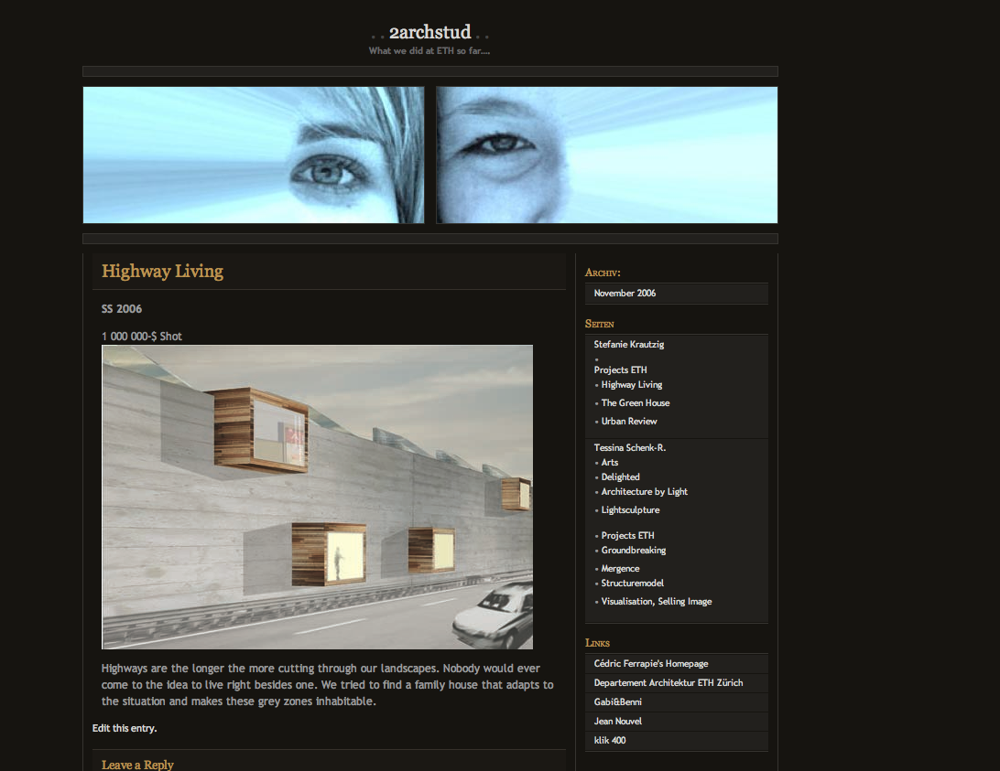 . . 2archstud . .
What we did at ETH so far....
Highway Living
SS 2006
1 000 000-$ Shot
Highways are the longer the more cutting through our landscapes. Nobody would ever
come to the idea to live right besides one. We tried to find a family house that adapts to
the situation and makes these grey zones inhabitable.
Edit this entry.
Leave a Reply
Archiv:
November 2006
Seiten
Stefanie Krautzig
Projects ETH
Highway Living
The Green House
Urban Review
Tessina Schenk-R.
Arts
Delighted
Architecture by Light
Lightsculpture
Projects ETH
Groundbreaking
Mergence
Structuremodel
Visualisation, Selling Image
Links
Cédric Ferrapie's Homepage
Departement Architektur ETH Zürich
Gabi&Benni
Jean Nouvel
klik 400